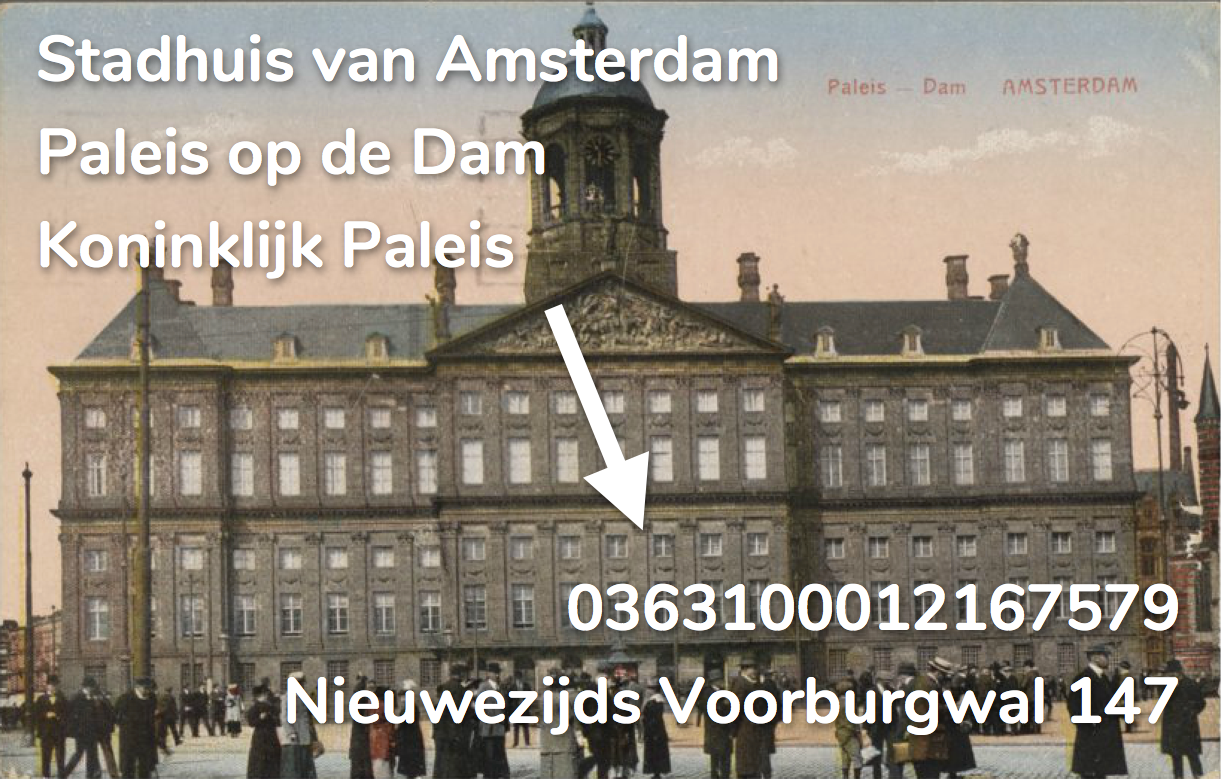 Stadhuis van Amsterdam
Paleis – Dam AMSTERDAM
Paleis op de Dam
Koninklijk Paleis
0363100012167579
Nieuwezijds Voorburgwal 147